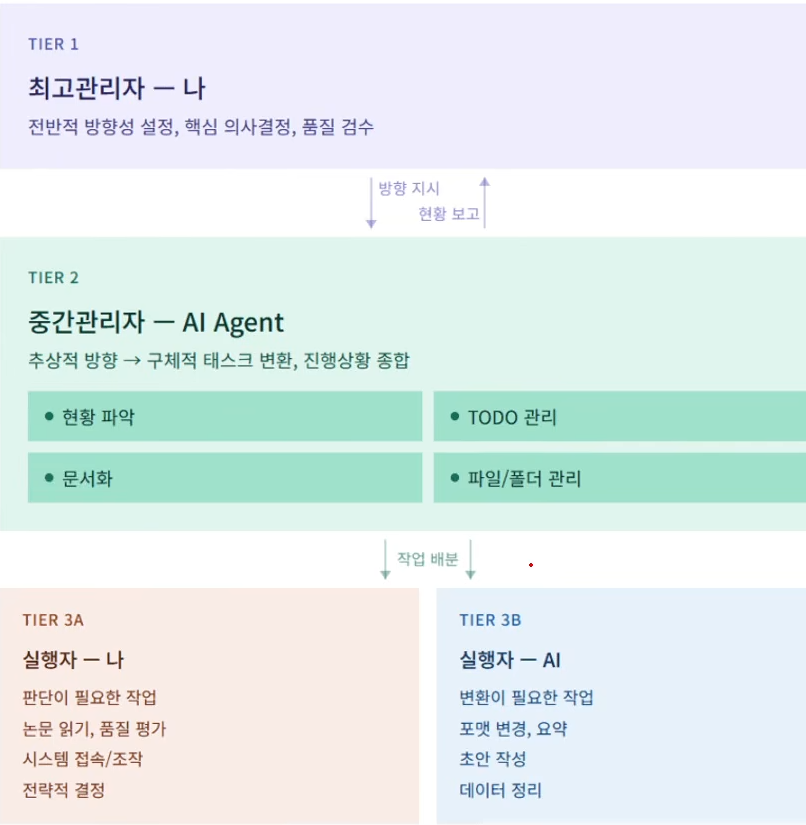 TIER 1
최고관리자 — 나
전반적 방향성 설정, 핵심 의사결정, 품질 검수
방향 지시
현황 보고
TIER 2
중간관리자 — AI Agent
추상적 방향 → 구체적 태스크 변환, 진행상황 종합
• 현황 파악
• TODO 관리
• 문서화
• 파일/폴더 관리
작업 배분
TIER 3A
실행자 — 나
판단이 필요한 작업
논문 읽기, 품질 평가
시스템 접속/조작
전략적 결정
TIER 3B
실행자 — AI
변환이 필요한 작업
포맷 변경, 요약
초안 작성
데이터 정리